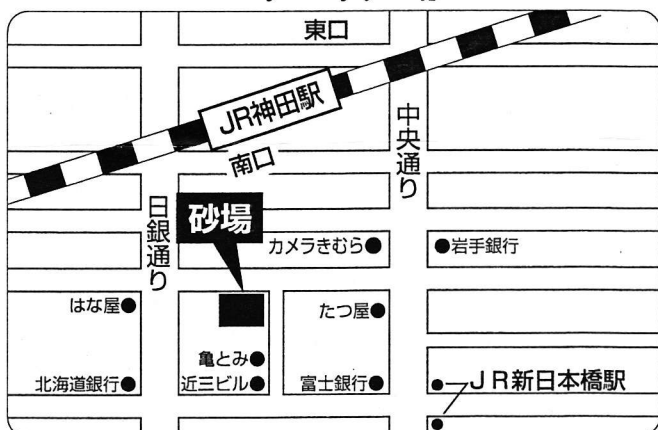 東口
JR神田駅
南口
中央通り
日銀通り
砂場
カメラきむら
岩手銀行
はな屋
たつ屋
亀とみ
北海道銀行
近三ビル
富士銀行
JR新日本橋駅